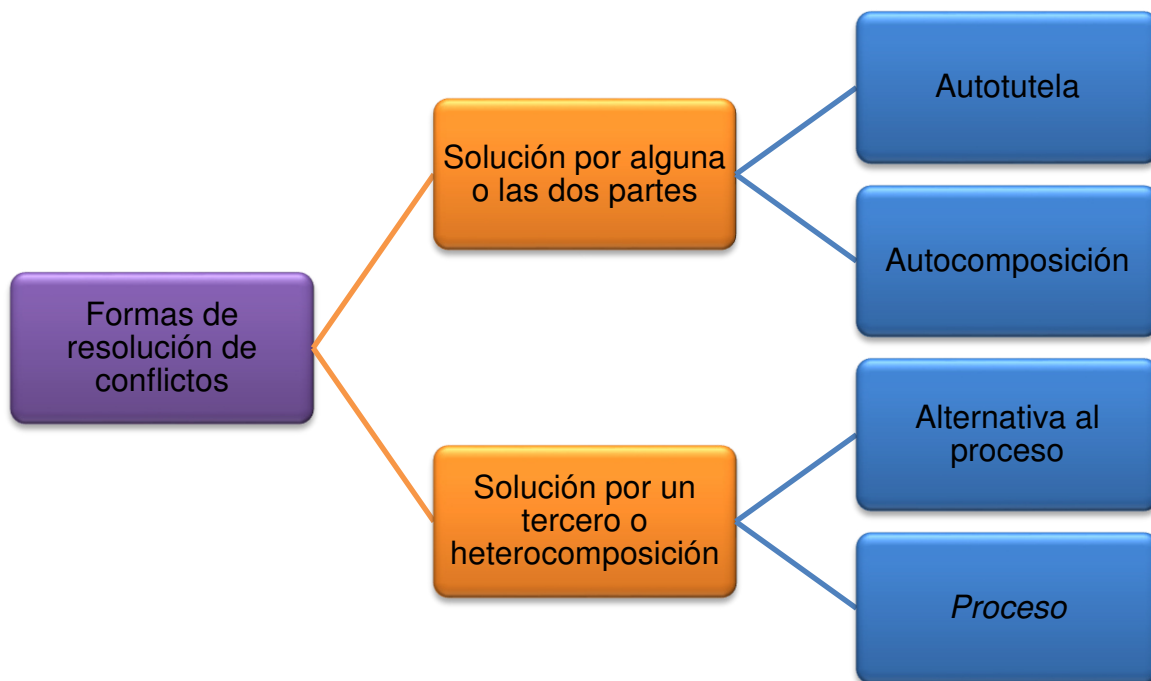 Formas de
resolución de
conflictos
Solución por alguna
o las dos partes
Autotutela
Autocomposición
Solución por un
tercero o
heterocomposición
Alternativa al
proceso
Proceso